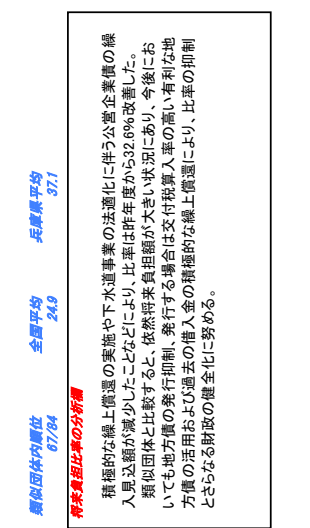 類似団体内順位 全国平均 兵庫県平均
67/84 24.9 37.1
将来負担比率の分析欄
積極的な繰上償還の実施や下水道事業の法適化に伴う公営企業債の繰
入見込額が減少したことなどにより、比率は昨年度から32.6%改善した。
類似団体と比較すると、依然将来負担額が大きい状況にあり、今後にお
いても地方債の発行抑制、発行する場合は交付税算入率の高い有利な地
方債の活用および過去の借入金の積極的な繰上償還により、比率の抑制
とさらなる財政の健全化に努める。